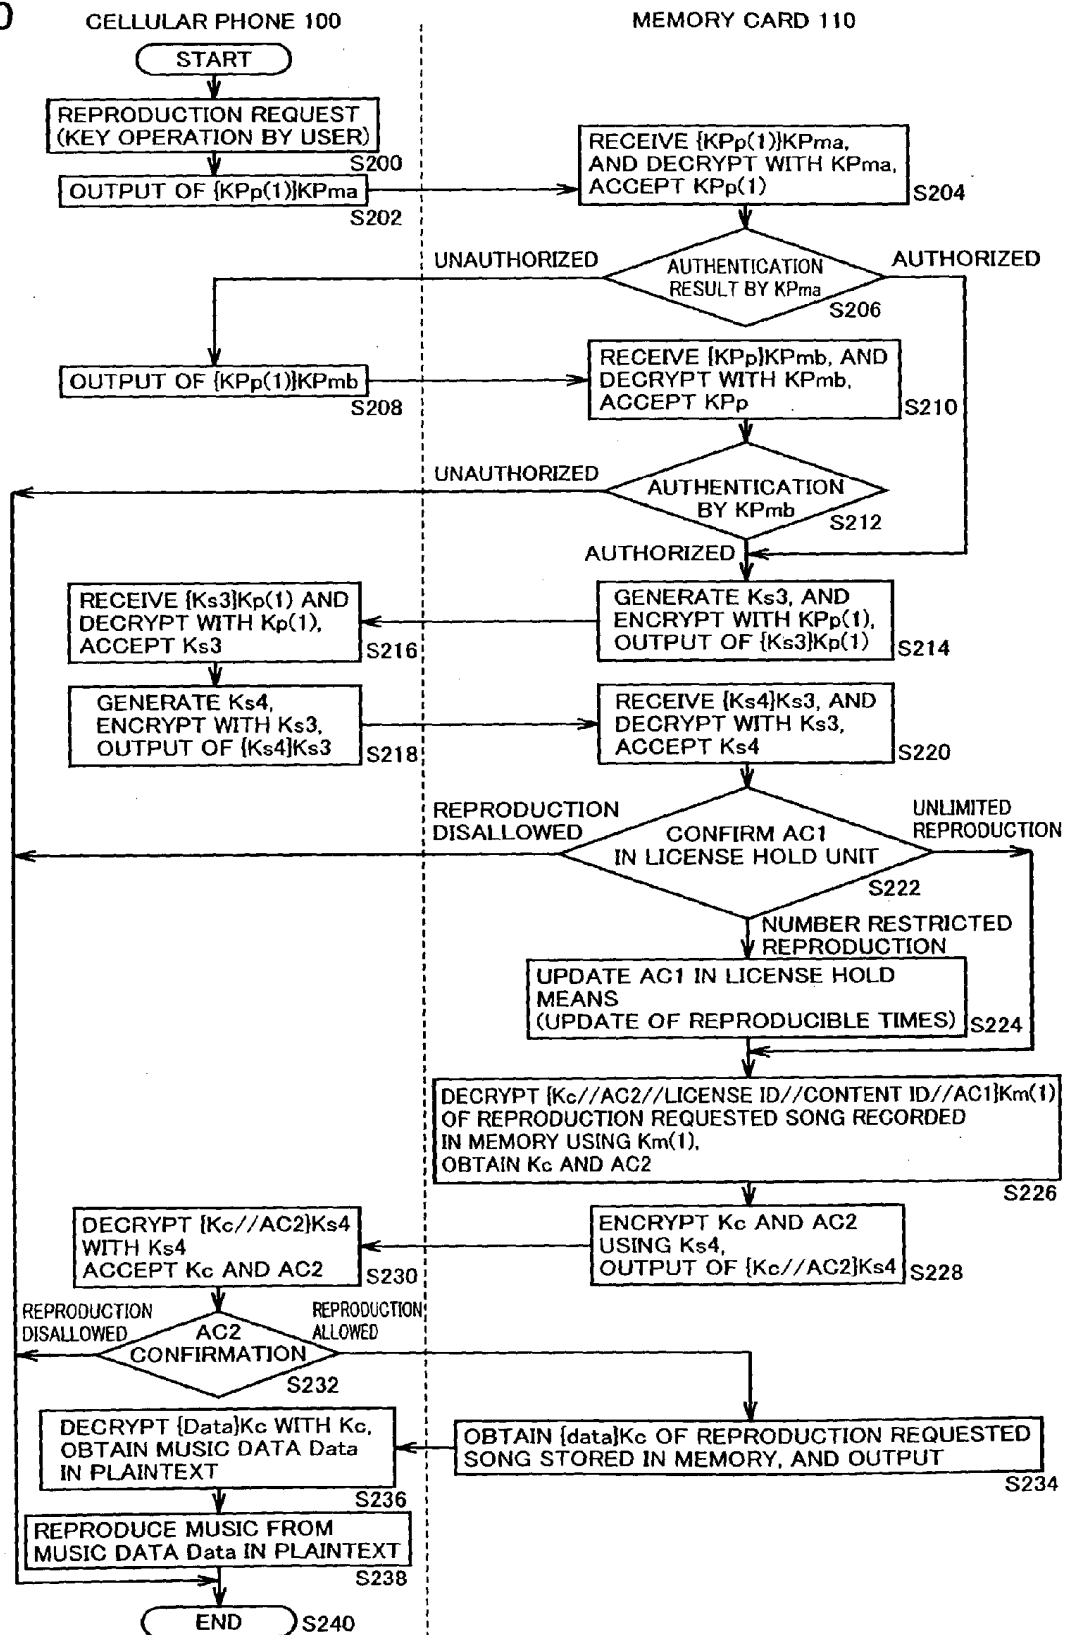 CELLULAR PHONE 100
MEMORY CARD 110
START
REPRODUCTION REQUEST
(KEY OPERATION BY USER)
S200
OUTPUT OF {KPp(1)}KPma
S202
RECEIVE {KPp(1)}KPma,
AND DECRYPT WITH KPma,
ACCEPT KPp(1)
S204
UNAUTHORIZED
AUTHENTICATION
RESULT BY KPma
AUTHORIZED
S206
OUTPUT OF {KPp(1)}KPmb
S208
RECEIVE {KPp}KPmb, AND
DECRYPT WITH KPmb,
ACCEPT KPp
S210
UNAUTHORIZED
AUTHENTICATION
BY KPmb
S212
AUTHORIZED
GENERATE Ks3, AND
ENCRYPT WITH KPp(1),
OUTPUT OF {Ks3}Kp(1)
S214
RECEIVE {Ks3}Kp(1) AND
DECRYPT WITH Kp(1),
ACCEPT Ks3
S216
GENERATE Ks4,
ENCRYPT WITH Ks3,
OUTPUT OF {Ks4}Ks3
S218
RECEIVE {Ks4}Ks3, AND
DECRYPT WITH Ks3,
ACCEPT Ks4
S220
REPRODUCTION
DISALLOWED
CONFIRM AC1
IN LICENSE HOLD UNIT
UNLIMITED
REPRODUCTION
S222
NUMBER RESTRICTED
REPRODUCTION
UPDATE AC1 IN LICENSE HOLD
MEANS
(UPDATE OF REPRODUCIBLE TIMES)
S224
DECRYPT {Kc//AC2//LICENSE ID//CONTENT ID//AC1}Km(1)
OF REPRODUCTION REQUESTED SONG RECORDED
IN MEMORY USING Km(1),
OBTAIN Kc AND AC2
S226
ENCRYPT Kc AND AC2
USING Ks4,
OUTPUT OF {Kc//AC2}Ks4
S228
DECRYPT {Kc//AC2}Ks4
WITH Ks4
ACCEPT Kc AND AC2
S230
REPRODUCTION
DISALLOWED
AC2
CONFIRMATION
REPRODUCTION
ALLOWED
S232
OBTAIN {data}Kc OF REPRODUCTION REQUESTED
SONG STORED IN MEMORY, AND OUTPUT
S234
DECRYPT {Data}Kc WITH Kc,
OBTAIN MUSIC DATA Data
IN PLAINTEXT
S236
REPRODUCE MUSIC FROM
MUSIC DATA Data IN PLAINTEXT
S238
END
S240